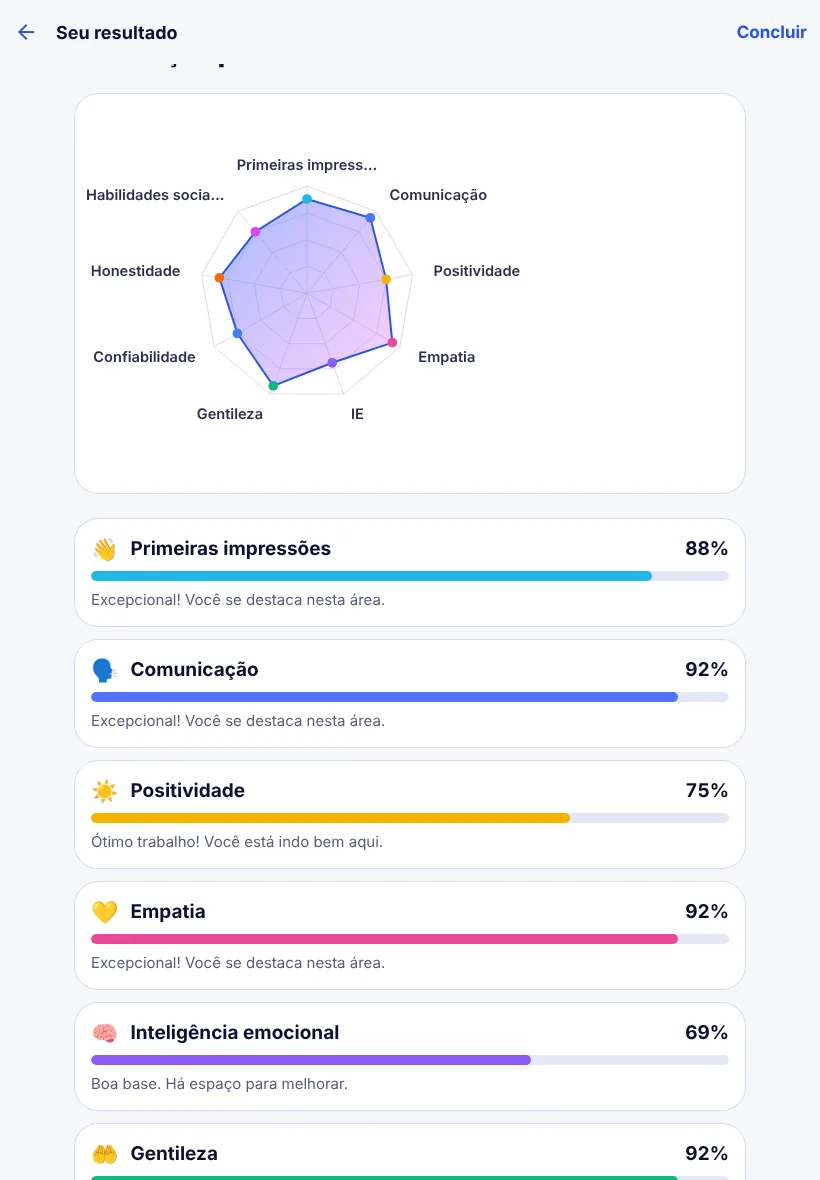 Seu resultado
Concluir
Primeiras impress...
Habilidades socia...
Comunicação
Honestidade
Positividade
Confiabilidade
Empatia
Gentileza
IE
Primeiras impressões
88%
Excepcional! Você se destaca nesta área.
Comunicação
92%
Excepcional! Você se destaca nesta área.
Positividade
75%
Ótimo trabalho! Você está indo bem aqui.
Empatia
92%
Excepcional! Você se destaca nesta área.
Inteligência emocional
69%
Boa base. Há espaço para melhorar.
Gentileza
92%